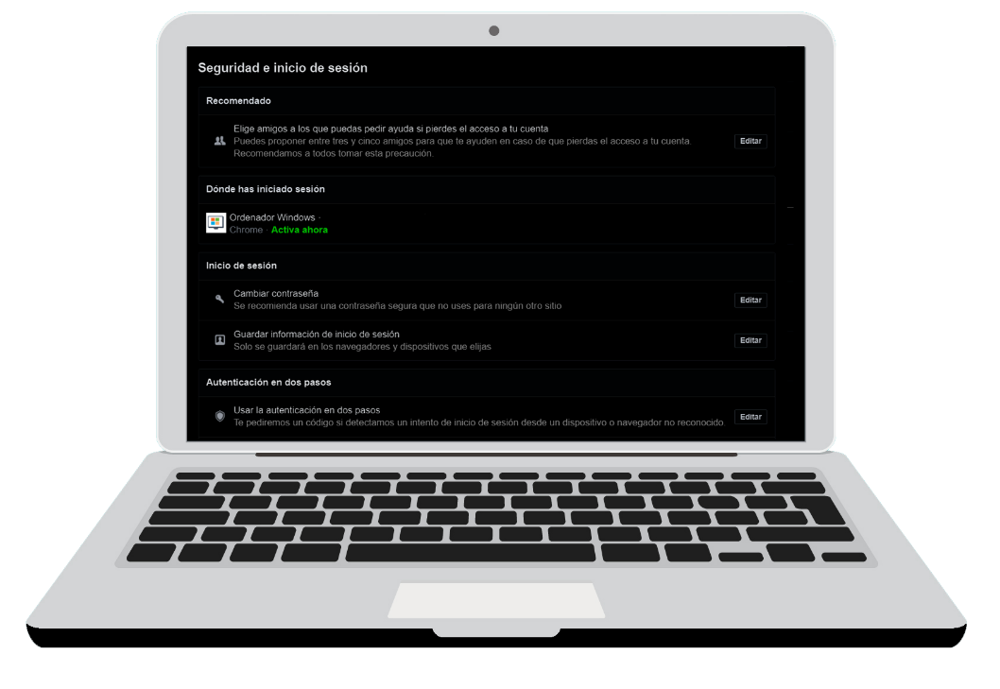 Seguridad e inicio de sesión
Recomendado
Elige amigos a los que puedas pedir ayuda si pierdes el acceso a tu cuenta
Puedes proponer entre tres y cinco amigos para que te ayuden en caso de que pierdas el acceso a tu cuenta.
Recomendamos a todos tomar esta precaución.
Editar
Dónde has iniciado sesión
Ordenador Windows ·
Chrome · Activa ahora
Inicio de sesión
Cambiar contraseña
Se recomienda usar una contraseña segura que no uses para ningún otro sitio
Editar
Guardar información de inicio de sesión
Solo se guardará en los navegadores y dispositivos que elijas
Editar
Autenticación en dos pasos
Usar la autenticación en dos pasos
Te pediremos un código si detectamos un intento de inicio de sesión desde un dispositivo o navegador no reconocido.
Editar